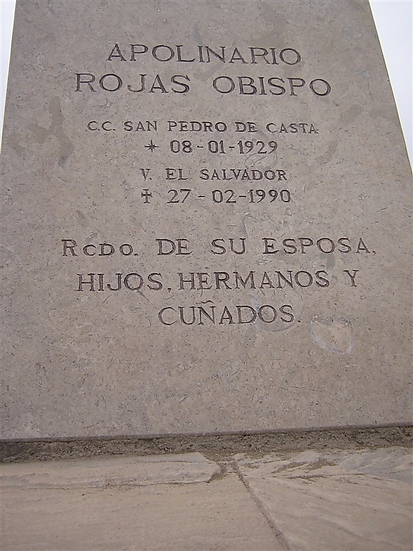 APOLINARIO
ROJAS OBISPO
C.C. SAN PEDRO DE CASTA
* 08-01-1929
V. EL SALVADOR
✝ 27-02-1990
RCDO. DE SU ESPOSA,
HIJOS, HERMANOS Y
CUÑADOS.